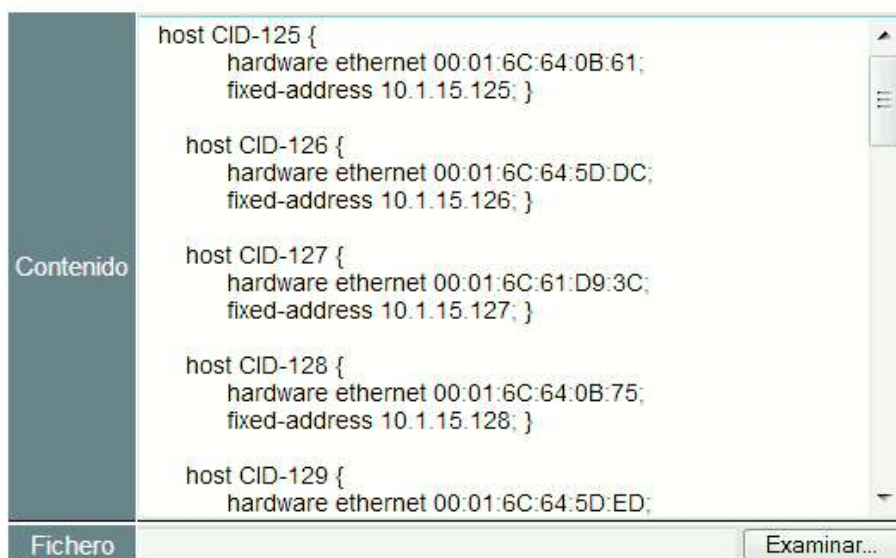 host CID-125 {
hardware ethernet 00:01:6C:64:0B:61;
fixed-address 10.1.15.125; }
host CID-126 {
hardware ethernet 00:01:6C:64:5D:DC;
fixed-address 10.1.15.126; }
host CID-127 {
hardware ethernet 00:01:6C:61:D9:3C;
fixed-address 10.1.15.127; }
Contenido
host CID-128 {
hardware ethernet 00:01:6C:64:0B:75;
fixed-address 10.1.15.128; }
host CID-129 {
hardware ethernet 00:01:6C:64:5D:ED;
Fichero
Examinar...